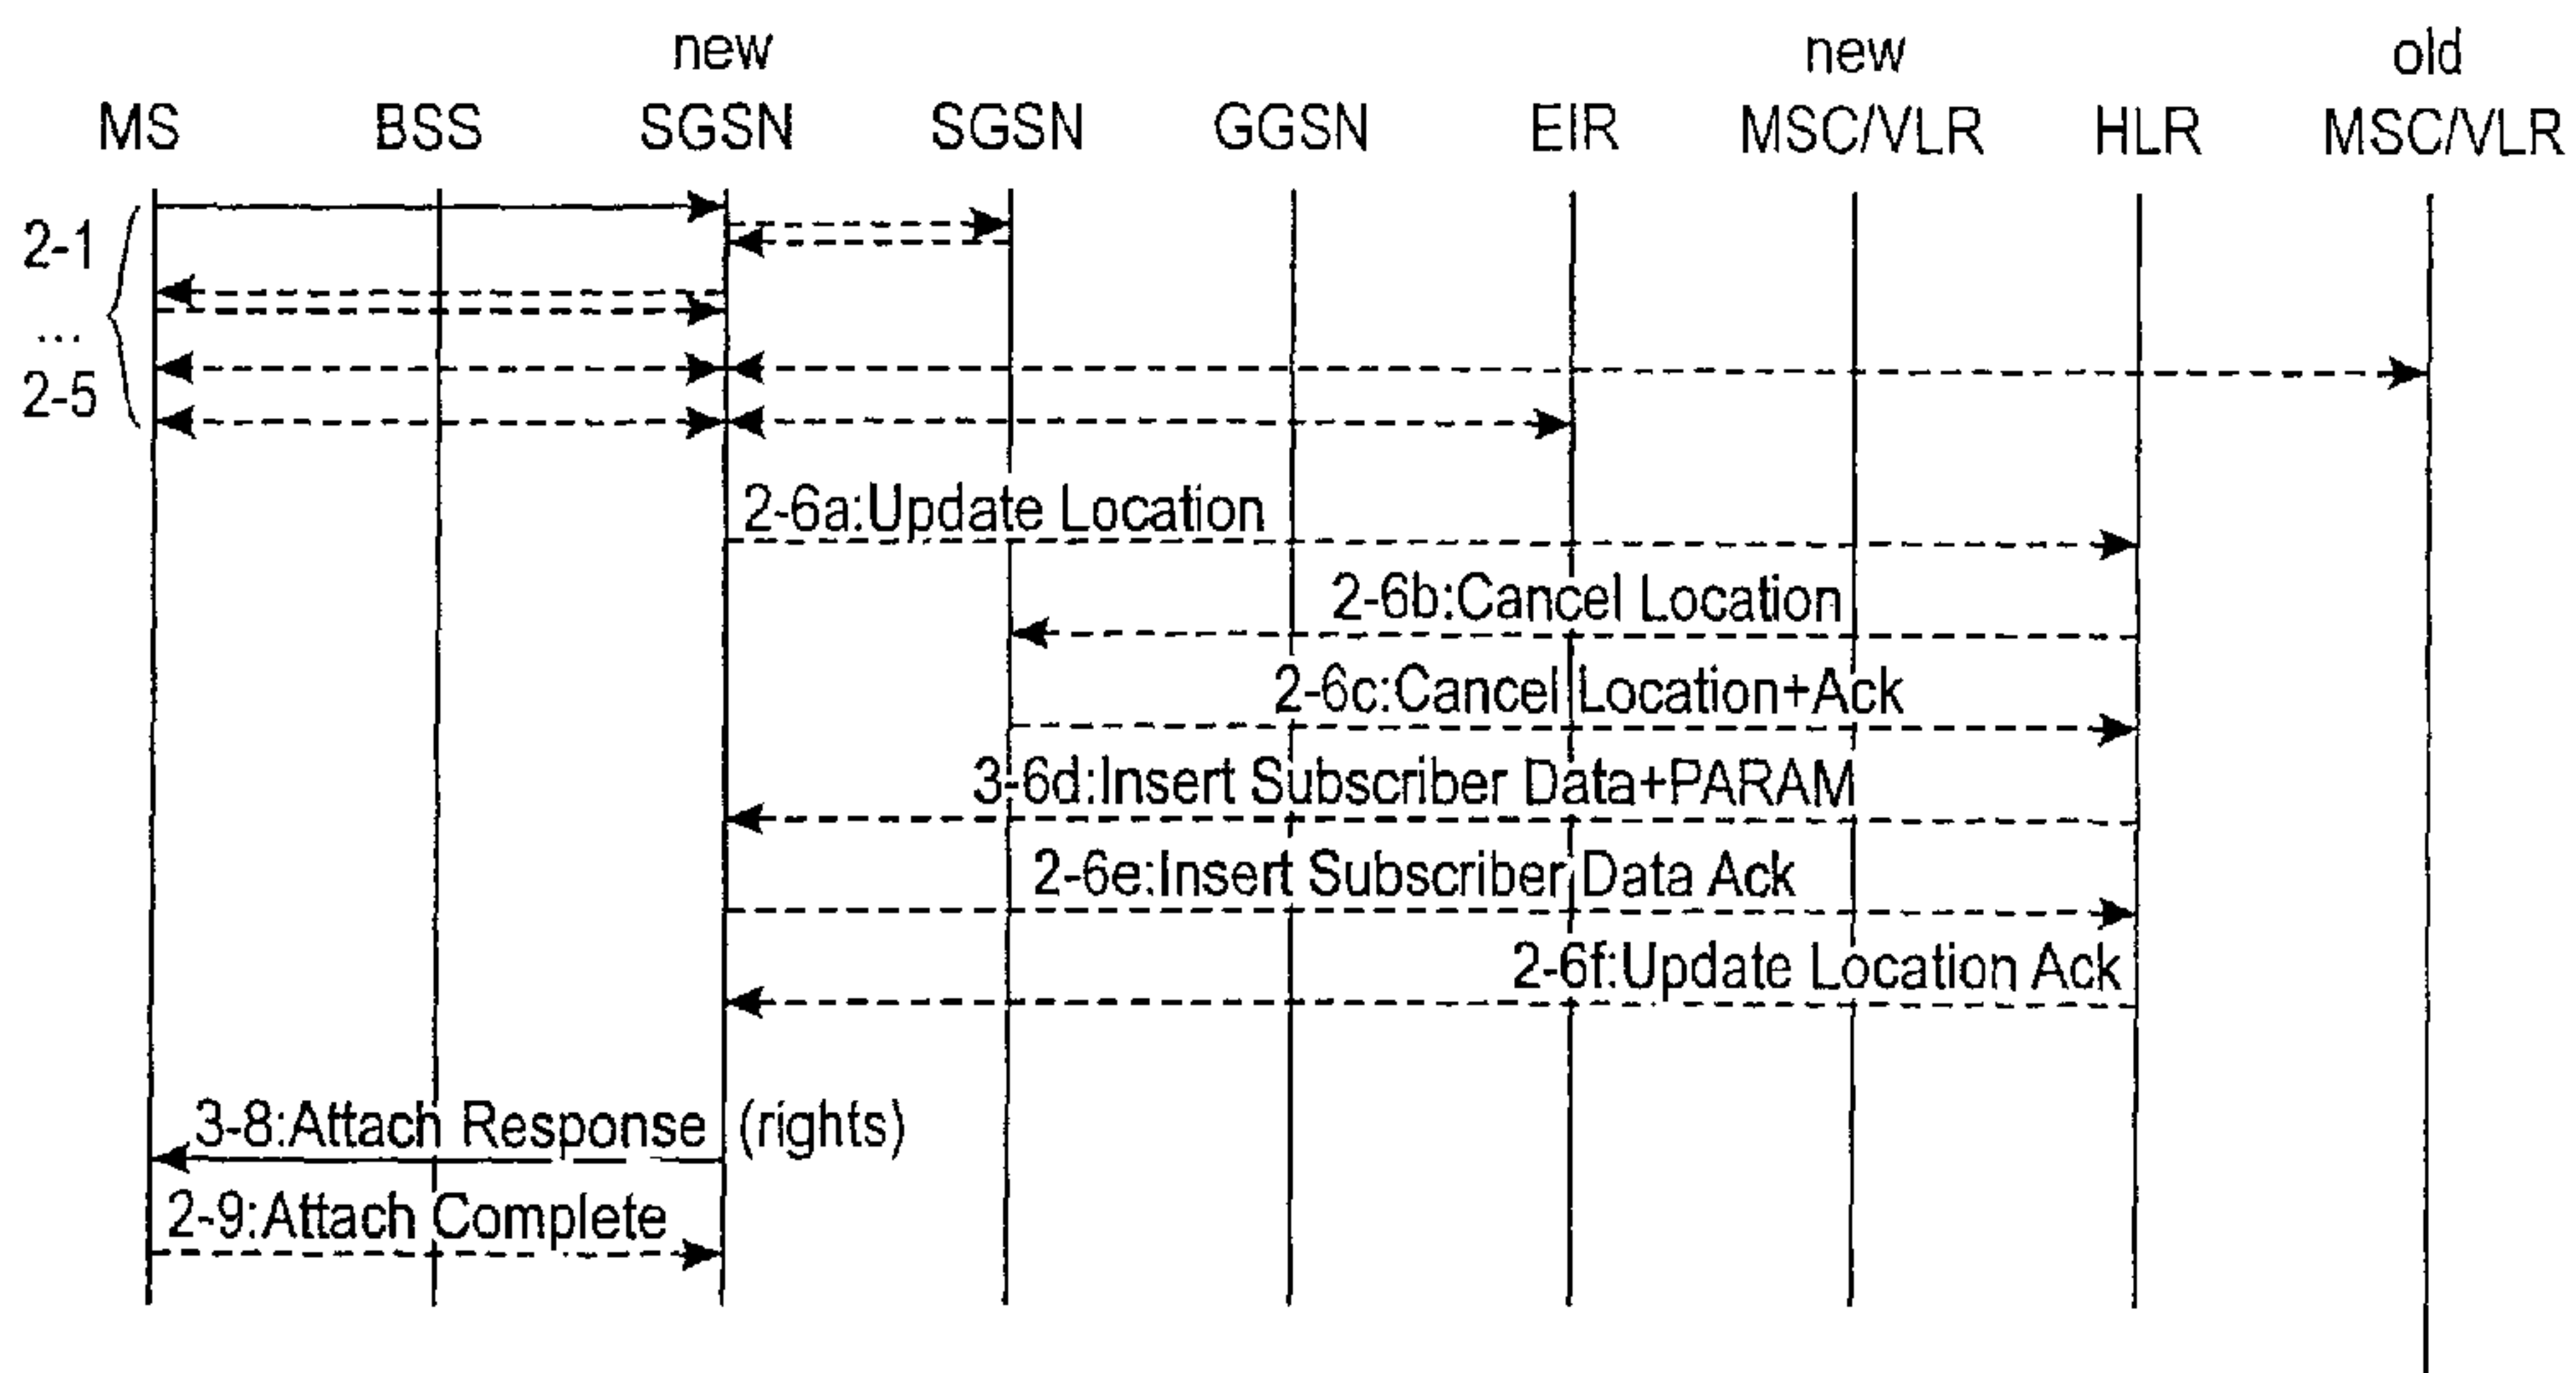 new
new
old
MS
BSS
SGSN
SGSN
GGSN
EIR
MSC/VLR
HLR
MSC/VLR
2-1
...
2-5
2-6a:Update Location
2-6b:Cancel Location
2-6c:Cancel Location+Ack
3-6d:Insert Subscriber Data+PARAM
2-6e:Insert Subscriber Data Ack
2-6f:Update Location Ack
3-8:Attach Response (rights)
2-9:Attach Complete